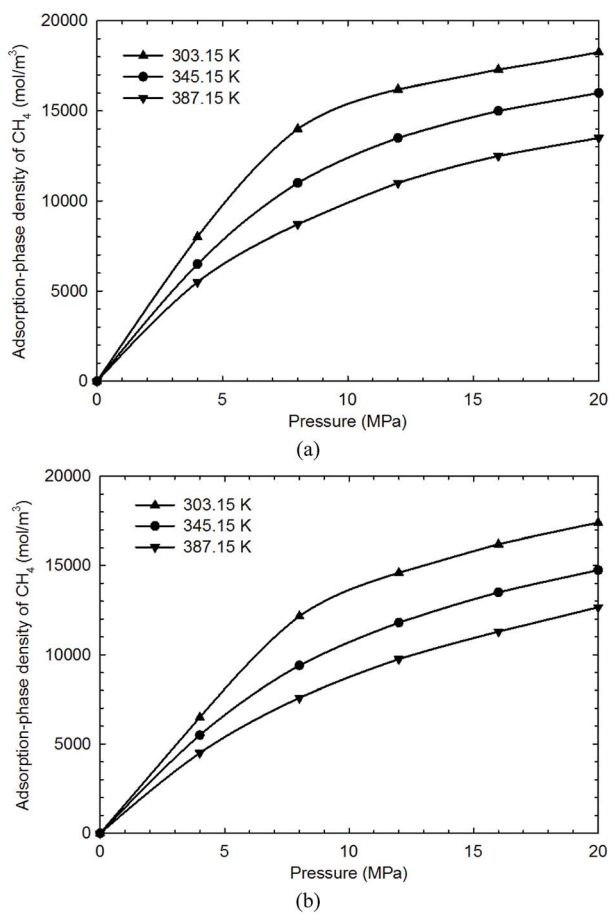 20000
15000
10000
5000
0
Adsorption-phase density of CH₄ (mol/m³)
303.15 K
345.15 K
387.15 K
0 5 10 15 20
Pressure (MPa)
(a)
20000
15000
10000
5000
0
Adsorption-phase density of CH₄ (mol/m³)
303.15 K
345.15 K
387.15 K
0 5 10 15 20
Pressure (MPa)
(b)